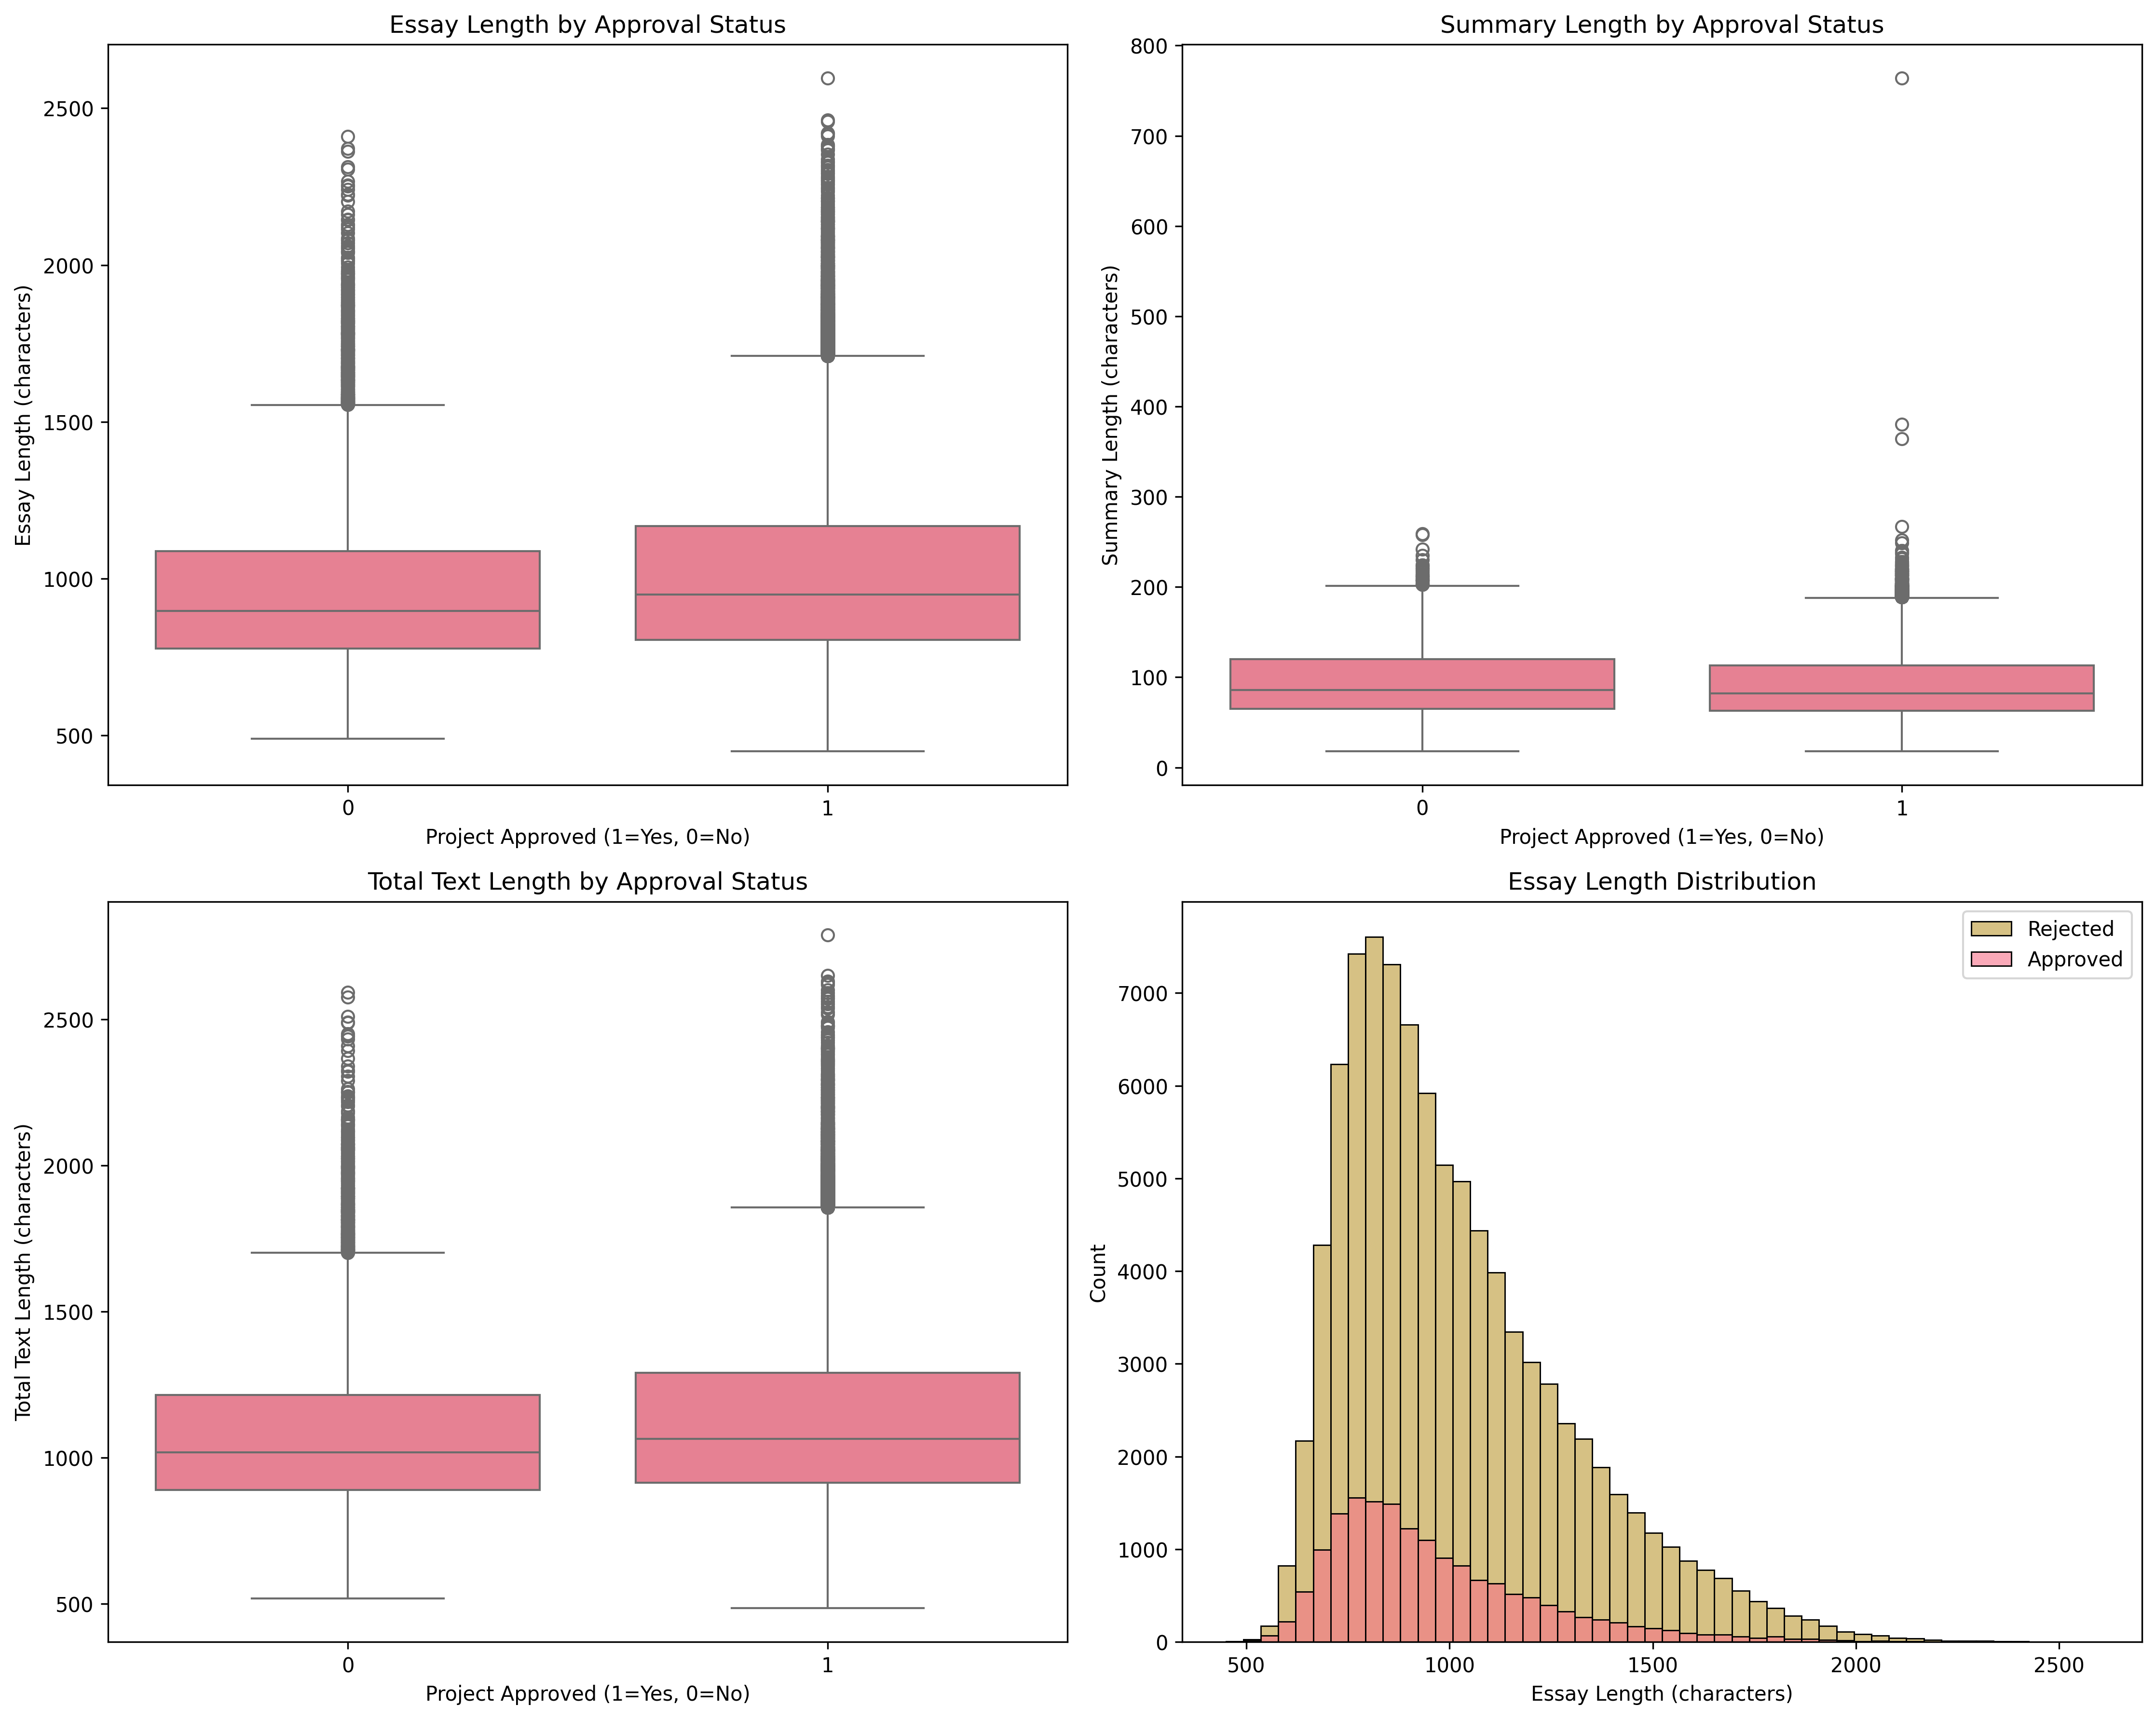 Essay Length by Approval Status
Essay Length (characters)
2500
2000
1500
1000
500
0
1
Project Approved (1=Yes, 0=No)
Summary Length by Approval Status
Summary Length (characters)
800
700
600
500
400
300
200
100
0
0
1
Project Approved (1=Yes, 0=No)
Total Text Length by Approval Status
Total Text Length (characters)
2500
2000
1500
1000
500
0
1
Project Approved (1=Yes, 0=No)
Essay Length Distribution
Rejected
Approved
Count
7000
6000
5000
4000
3000
2000
1000
0
500
1000
1500
2000
2500
Essay Length (characters)